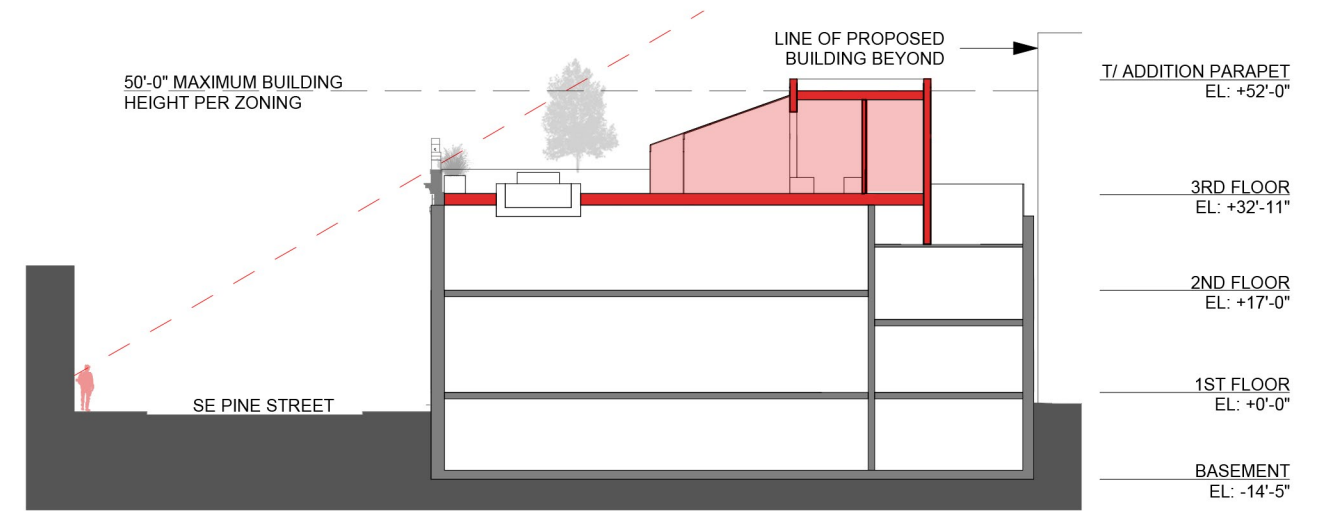 LINE OF PROPOSED
BUILDING BEYOND
50'-0" MAXIMUM BUILDING
HEIGHT PER ZONING
T/ ADDITION PARAPET
EL: +52'-0"
3RD FLOOR
EL: +32'-11"
2ND FLOOR
EL: +17'-0"
1ST FLOOR
EL: +0'-0"
SE PINE STREET
BASEMENT
EL: -14'-5"